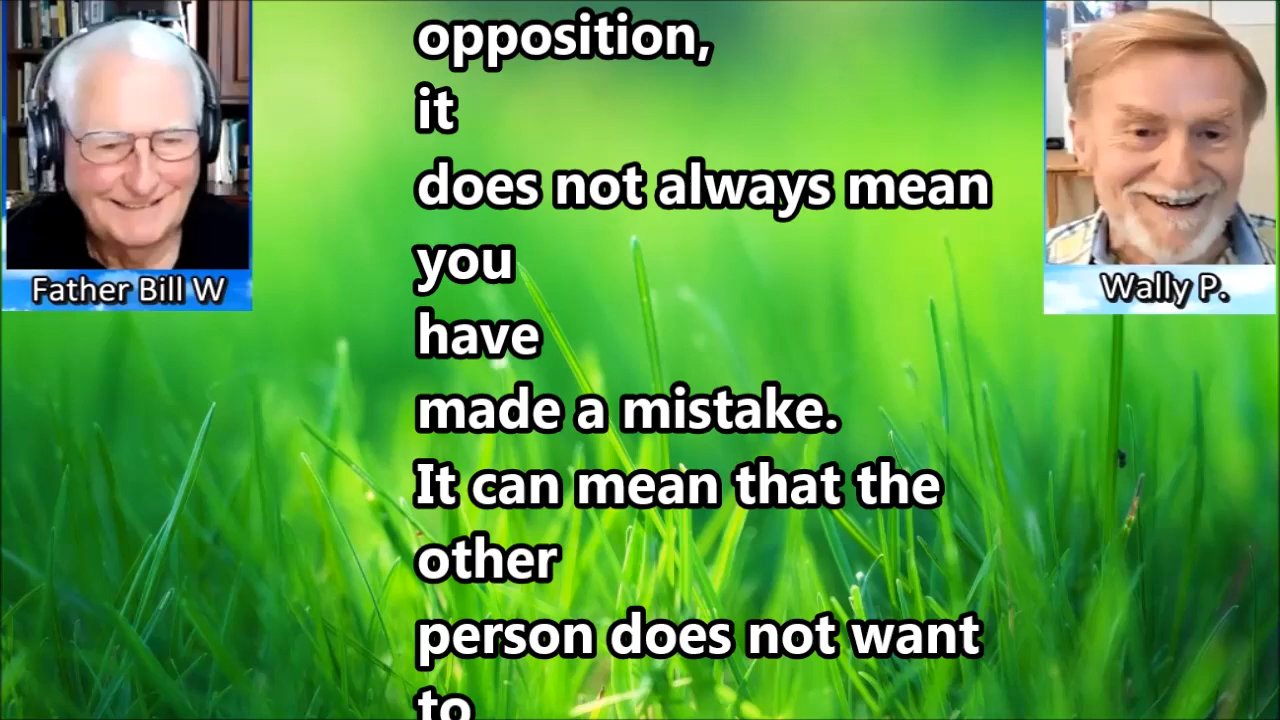 opposition,
it
does not always mean
you
have
made a mistake.
It can mean that the
other
person does not want
to
Father Bill W
Wally P.